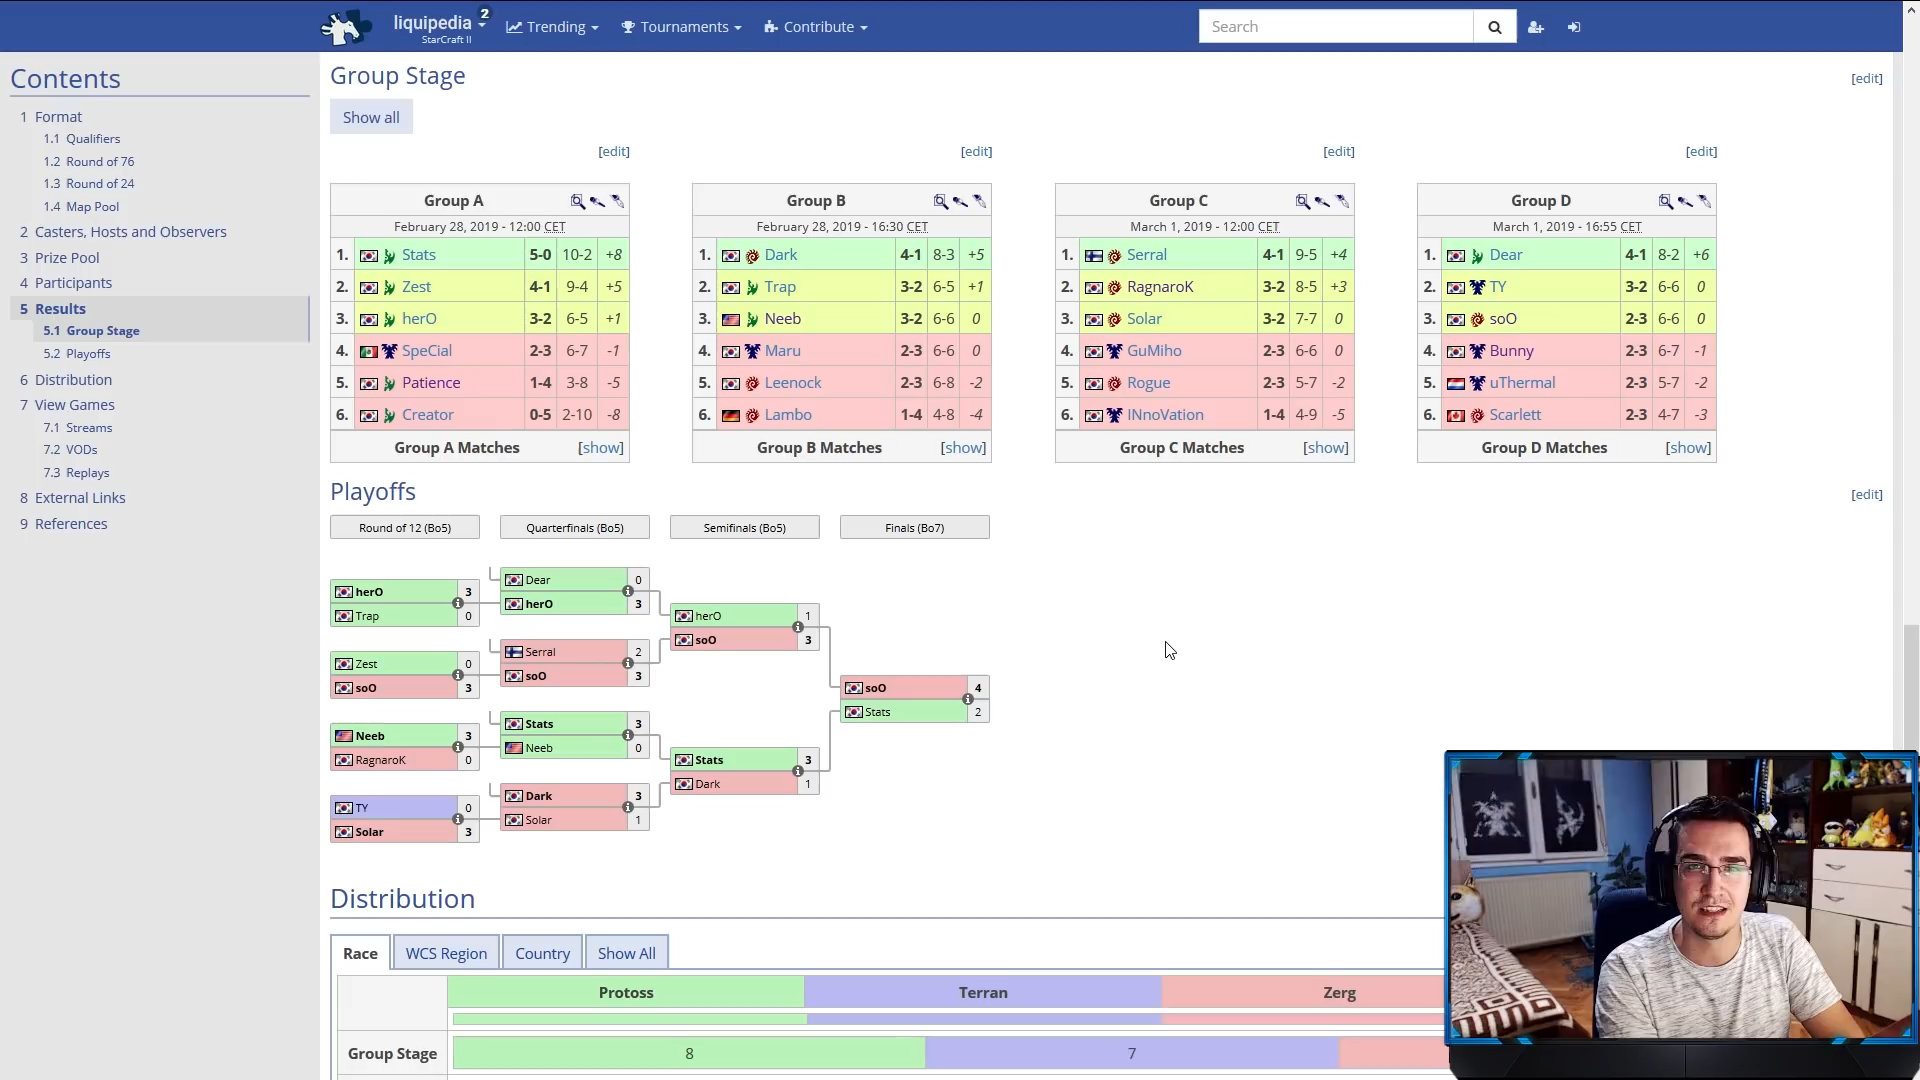 liquipedia 2
StarCraft II
Trending
Tournaments
Contribute
Search
Contents
1 Format
1.1 Qualifiers
1.2 Round of 76
1.3 Round of 24
1.4 Map Pool
2 Casters, Hosts and Observers
3 Prize Pool
4 Participants
5 Results
5.1 Group Stage
5.2 Playoffs
6 Distribution
7 View Games
7.1 Streams
7.2 VODs
7.3 Replays
8 External Links
9 References
Group Stage [edit]
Show all
[edit] [edit] [edit] [edit]
Group A
February 28, 2019 - 12:00 CET
1. Stats 5-0 10-2 +8
2. Zest 4-1 9-4 +5
3. herO 3-2 6-5 +1
4. SpeCial 2-3 6-7 -1
5. Patience 1-4 3-8 -5
6. Creator 0-5 2-10 -8
Group A Matches [show]
Group B
February 28, 2019 - 16:30 CET
1. Dark 4-1 8-3 +5
2. Trap 3-2 6-5 +1
3. Neeb 3-2 6-6 0
4. Maru 2-3 6-6 0
5. Leenock 2-3 6-8 -2
6. Lambo 1-4 4-8 -4
Group B Matches [show]
Group C
March 1, 2019 - 12:00 CET
1. Serral 4-1 9-5 +4
2. RagnaroK 3-2 8-5 +3
3. Solar 3-2 7-7 0
4. GuMiho 2-3 6-6 0
5. Rogue 2-3 5-7 -2
6. INnoVation 1-4 4-9 -5
Group C Matches [show]
Group D
March 1, 2019 - 16:55 CET
1. Dear 4-1 8-2 +6
2. TY 3-2 6-6 0
3. soO 2-3 6-6 0
4. Bunny 2-3 6-7 -1
5. uThermal 2-3 5-7 -2
6. Scarlett 2-3 4-7 -3
Group D Matches [show]
Playoffs [edit]
Round of 12 (Bo5) Quarterfinals (Bo5) Semifinals (Bo5) Finals (Bo7)
herO 3
Trap 0
Zest 0
soO 3
Neeb 3
RagnaroK 0
TY 0
Solar 3
Dear 0
herO 3
Serral 2
soO 3
Stats 3
Neeb 0
Dark 3
Solar 1
herO 1
soO 3
Stats 3
Dark 1
soO 4
Stats 2
Distribution
Race WCS Region Country Show All
Protoss Terran Zerg
Group Stage 8 7